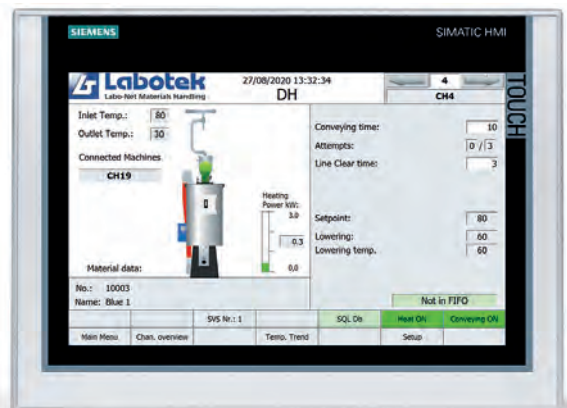 SIEMENS
SIMATIC HMI
TOUCH
Labotek
Labo-Net Materials Handling
27/08/2020 13:32:34
DH
4
CH4
Inlet Temp.: 80
Outlet Temp.: 30
Connected Machines
CH19
Heating
Power kW:
3.0
0.3
0,0
Material data:
No.: 10003
Name: Blue 1
Conveying time: 10
Attempts: 0 / 3
Line Clear time: 3
Setpoint: 80
Lowering: 60
Lowering temp. 60
Not in FIFO
SVS Nr.: 1
SQL Dis
Heat ON
Conveying ON
Main Menu
Chan. overview
Temp. Trend
Setup